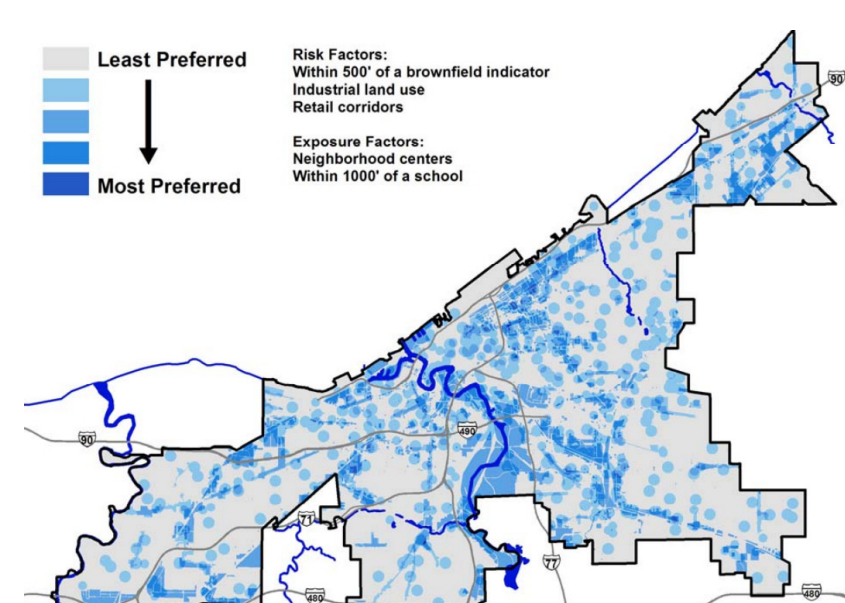 Least Preferred
Most Preferred
Risk Factors:
Within 500' of a brownfield indicator
Industrial land use
Retail corridors
Exposure Factors:
Neighborhood centers
Within 1000' of a school
90
90
490
71
77
480
480